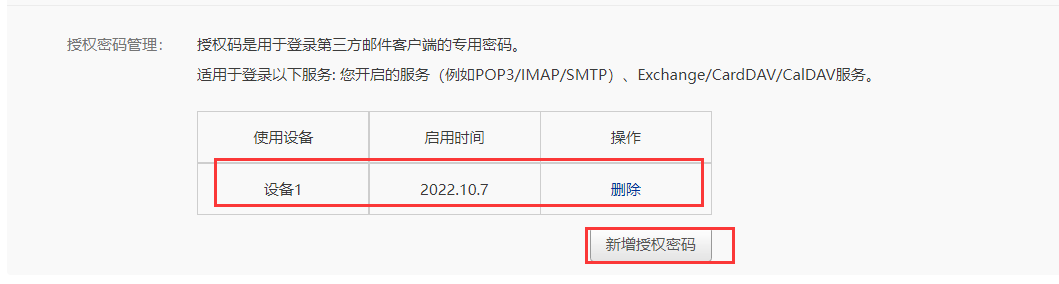 授权密码管理： 授权码是用于登录第三方邮件客户端的专用密码。
适用于登录以下服务: 您开启的服务（例如POP3/IMAP/SMTP）、Exchange/CardDAV/CalDAV服务。
使用设备 启用时间 操作
设备1 2022.10.7 删除
新增授权密码